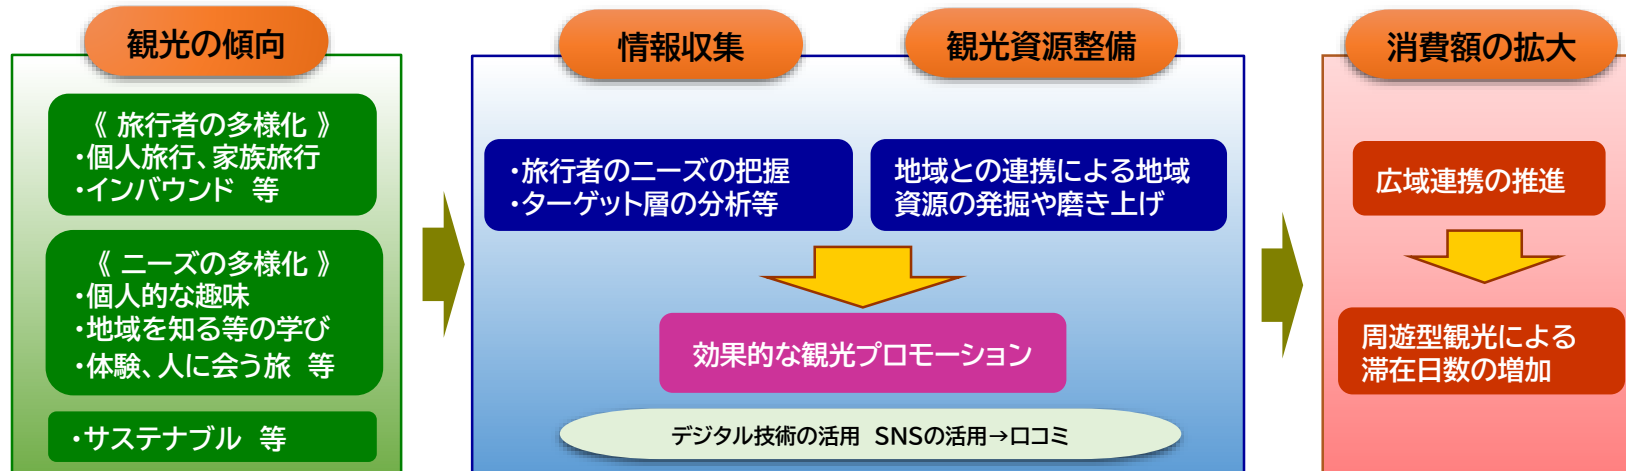 観光の傾向
《 旅行者の多様化 》
・個人旅行、家族旅行
・インバウンド 等
《 ニーズの多様化 》
・個人的な趣味
・地域を知る等の学び
・体験、人に会う旅 等
・サステナブル 等
情報収集
観光資源整備
・旅行者のニーズの把握
・ターゲット層の分析等
地域との連携による地域
資源の発掘や磨き上げ
効果的な観光プロモーション
デジタル技術の活用 SNSの活用→口コミ
消費額の拡大
広域連携の推進
周遊型観光による
滞在日数の増加